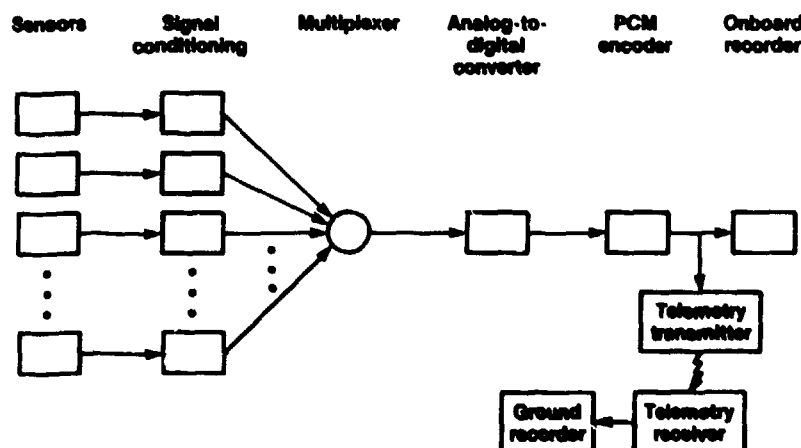 Sensors
Signal
conditioning
Multiplexer
Analog-to-
digital
converter
PCM
encoder
Onboard
recorder
Telemetry
transmitter
Ground
recorder
Telemetry
receiver